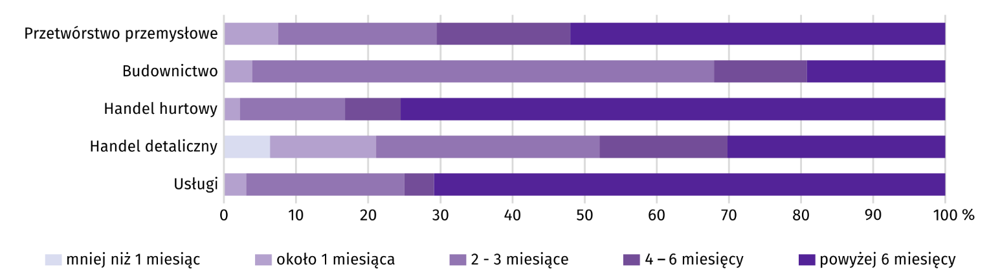 Przetwórstwo przemysłowe
Budownictwo
Handel hurtowy
Handel detaliczny
Usługi
0 10 20 30 40 50 60 70 80 90 100 %
mniej niż 1 miesiąc około 1 miesiąca 2 - 3 miesiące 4 – 6 miesięcy powyżej 6 miesięcy